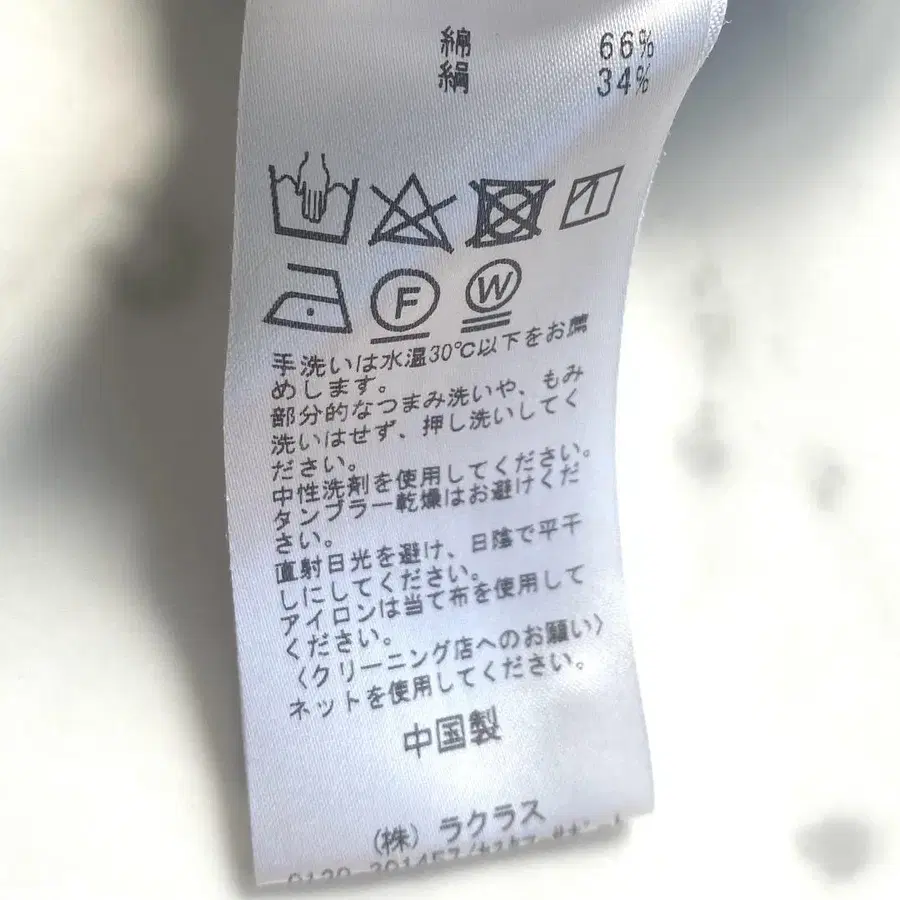 綿 66%
絹 34%
F W
手洗いは水温30℃以下をお薦
めします。
部分的なつまみ洗いや、もみ
洗いはせず、押し洗いしてく
ださい。
中性洗剤を使用してください。
タンブラー乾燥はお避けくだ
さい。
直射日光を避け、日陰で平干
しにしてください。
アイロンは当て布を使用して
ください。
〈クリーニング店へのお願い〉
ネットを使用してください。
中国製
(株) ラクラス